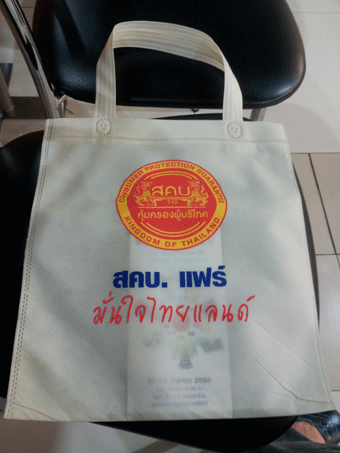 CONSUMER PROTECTION GUARANTEE
สคบ
คุ้มครองผู้บริโภค
KINGDOM OF THAILAND
สคบ. แฟร์
มั่นใจไทยแลนด์